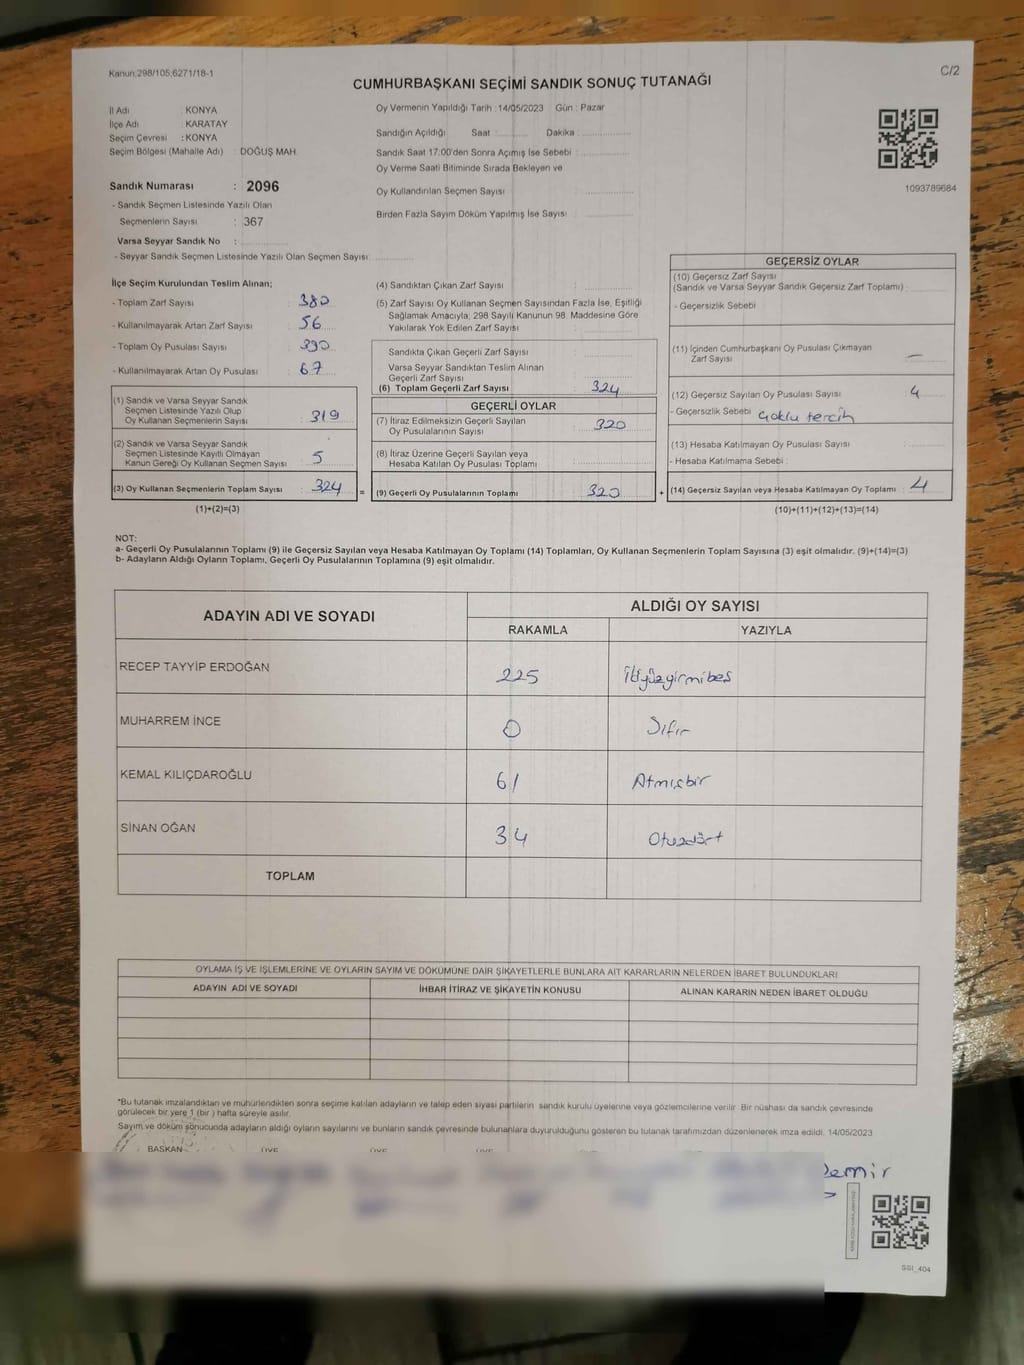 Kanun:298/105,6271/18-1
C/2
CUMHURBAŞKANI SEÇİMİ SANDIK SONUÇ TUTANAĞI
İl Adı : KONYA
İlçe Adı : KARATAY
Seçim Çevresi : KONYA
Seçim Bölgesi (Mahalle Adı) : DOĞUŞ MAH.
Sandık Numarası : 2096
- Sandık Seçmen Listesinde Yazılı Olan
Seçmenlerin Sayısı : 367
Varsa Seyyar Sandık No :
- Seyyar Sandık Seçmen Listesinde Yazılı Olan Seçmen Sayısı:
Oy Vermenin Yapıldığı Tarih :14/05/2023 Gün : Pazar
Sandığın Açıldığı Saat : Dakika :
Sandık Saat 17:00'den Sonra Açımış İse Sebebi :
Oy Verme Saati Bitiminde Sırada Bekleyen ve
Oy Kullandırılan Seçmen Sayısı :
Birden Fazla Sayım Döküm Yapılmış İse Sayısı :
1093789684
İlçe Seçim Kurulundan Teslim Alınan;
- Toplam Zarf Sayısı : 380
- Kullanılmayarak Artan Zarf Sayısı : 56
- Toplam Oy Pusulası Sayısı : 390
- Kullanılmayarak Artan Oy Pusulası : 67
(1) Sandık ve Varsa Seyyar Sandık
Seçmen Listesinde Yazılı Olup
Oy Kullanan Seçmenlerin Sayısı : 319
(2) Sandık ve Varsa Seyyar Sandık
Seçmen Listesinde Kayıtlı Olmayan
Kanun Gereği Oy Kullanan Seçmen Sayısı : 5
(3) Oy Kullanan Seçmenlerin Toplam Sayısı : 324
(1)+(2)=(3)
(4) Sandıktan Çıkan Zarf Sayısı :
(5) Zarf Sayısı Oy Kullanan Seçmen Sayısından Fazla İse, Eşitliği
Sağlamak Amacıyla; 298 Sayılı Kanunun 98. Maddesine Göre
Yakılarak Yok Edilen Zarf Sayısı :
Sandıkta Çıkan Geçerli Zarf Sayısı :
Varsa Seyyar Sandıktan Teslim Alınan
Geçerli Zarf Sayısı :
(6) Toplam Geçerli Zarf Sayısı : 324
GEÇERLİ OYLAR
(7) İtiraz Edilmeksizin Geçerli Sayılan
Oy Pusulalarının Sayısı : 320
(8) İtiraz Üzerine Geçerli Sayılan veya
Hesaba Katılan Oy Pusulası Toplamı :
= (9) Geçerli Oy Pusulalarının Toplamı : 320 +
GEÇERSİZ OYLAR
(10) Geçersiz Zarf Sayısı
(Sandık ve Varsa Seyyar Sandık Geçersiz Zarf Toplamı) :
- Geçersizlik Sebebi :
(11) İçinden Cumhurbaşkanı Oy Pusulası Çıkmayan
Zarf Sayısı : —
(12) Geçersiz Sayılan Oy Pusulası Sayısı : 4
- Geçersizlik Sebebi : Çoklu tercih
(13) Hesaba Katılmayan Oy Pusulası Sayısı :
- Hesaba Katılmama Sebebi :
(14) Geçersiz Sayılan veya Hesaba Katılmayan Oy Toplamı : 4
(10)+(11)+(12)+(13)=(14)
NOT:
a- Geçerli Oy Pusulalarının Toplamı (9) ile Geçersiz Sayılan veya Hesaba Katılmayan Oy Toplamı (14) Toplamları, Oy Kullanan Seçmenlerin Toplam Sayısına (3) eşit olmalıdır. (9)+(14)=(3)
b- Adayların Aldığı Oyların Toplamı, Geçerli Oy Pusulalarının Toplamına (9) eşit olmalıdır.
ADAYIN ADI VE SOYADI
ALDIĞI OY SAYISI
RAKAMLA YAZIYLA
RECEP TAYYİP ERDOĞAN 225 İkiyüzyirmibeş
MUHARREM İNCE 0 Sıfır
KEMAL KILIÇDAROĞLU 61 Atmışbir
SİNAN OĞAN 34 Otuzdört
TOPLAM
OYLAMA İŞ VE İŞLEMLERİNE VE OYLARIN SAYIM VE DÖKÜMÜNE DAİR ŞİKAYETLERLE BUNLARA AİT KARARLARIN NELERDEN İBARET BULUNDUKLARI
ADAYIN ADI VE SOYADI İHBAR İTİRAZ VE ŞİKAYETİN KONUSU ALINAN KARARIN NEDEN İBARET OLDUĞU
*Bu tutanak imzalandıktan ve mühürlendikten sonra seçime katılan adayların ve talep eden siyasi partilerin sandık kurulu üyelerine veya gözlemcilerine verilir. Bir nüshası da sandık çevresinde
görülecek bir yere 1 (bir ) hafta süreyle asılır.
Sayım ve döküm sonucunda adayların aldığı oyların sayılarını ve bunların sandık çevresinde bulunanlara duyurulduğunu gösteren bu tutanak tarafımızdan düzenlenerek imza edildi. 14/05/2023
BAŞKAN ÜYE ÜYE ÜYE
Demir
SSI_404